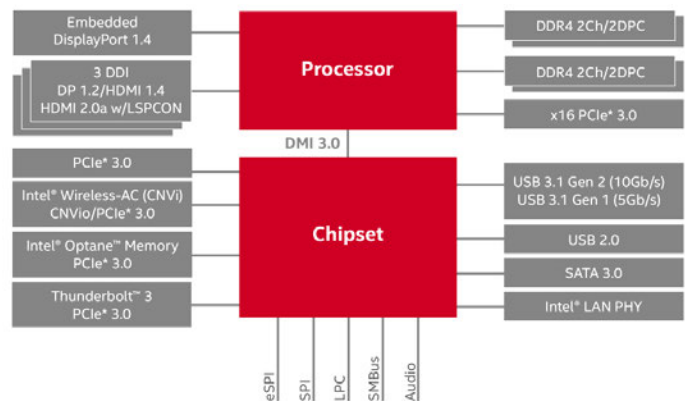 Embedded
DisplayPort 1.4
3 DDI
DP 1.2/HDMI 1.4
HDMI 2.0a w/LSPCON
Processor
DDR4 2Ch/2DPC
DDR4 2Ch/2DPC
x16 PCIe* 3.0
DMI 3.0
PCIe* 3.0
Intel® Wireless-AC (CNVi)
CNVio/PCIe* 3.0
Intel® Optane™ Memory
PCIe* 3.0
Thunderbolt™ 3
PCIe* 3.0
Chipset
USB 3.1 Gen 2 (10Gb/s)
USB 3.1 Gen 1 (5Gb/s)
USB 2.0
SATA 3.0
Intel® LAN PHY
eSPI
SPI
LPC
SMBus
Audio